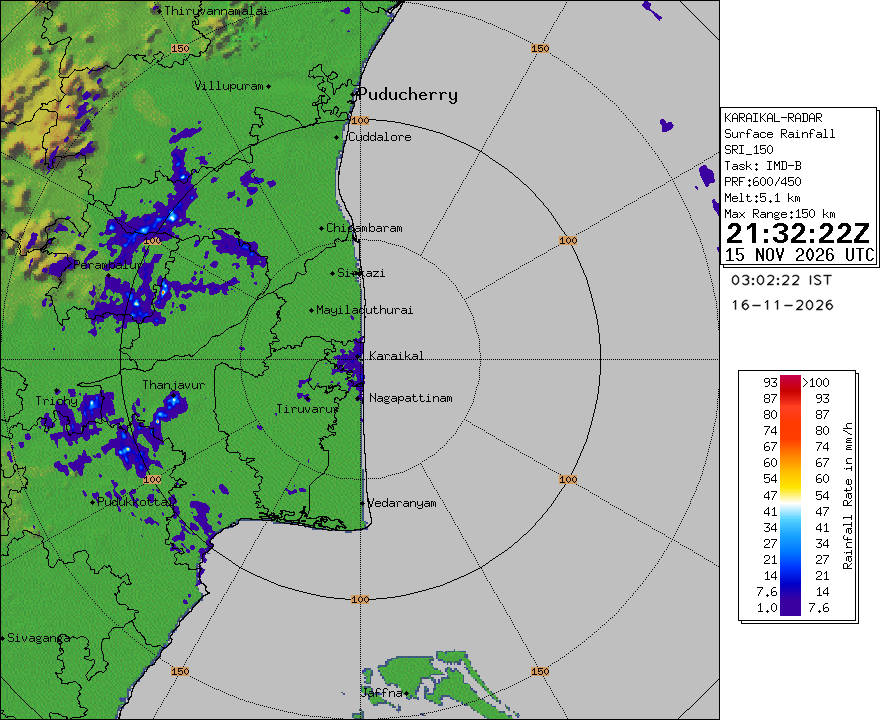 Thiruvannamalai
150
150
Villupuram
Puducherry
100
Cuddalore
Chidambaram
100
100
Perambalur
Sirkazi
Mayiladuthurai
Karaikal
Thanjavur
Trichy
Nagapattinam
Tiruvarur
100
100
Pudukkottai
Vedaranyam
100
Sivaganga
150
150
Jaffna
KARAIKAL-RADAR
Surface Rainfall
SRI_150
Task: IMD-B
PRF:600/450
Melt:5.1 km
Max Range:150 km
21:32:22Z
15 NOV 2026 UTC
03:02:22 IST
16-11-2026
93 >100
87 93
80 87
74 80
67 74
60 67
54 60
47 54
41 47
34 41
27 34
21 27
14 21
7.6 14
1.0 7.6
Rainfall Rate in mm/h